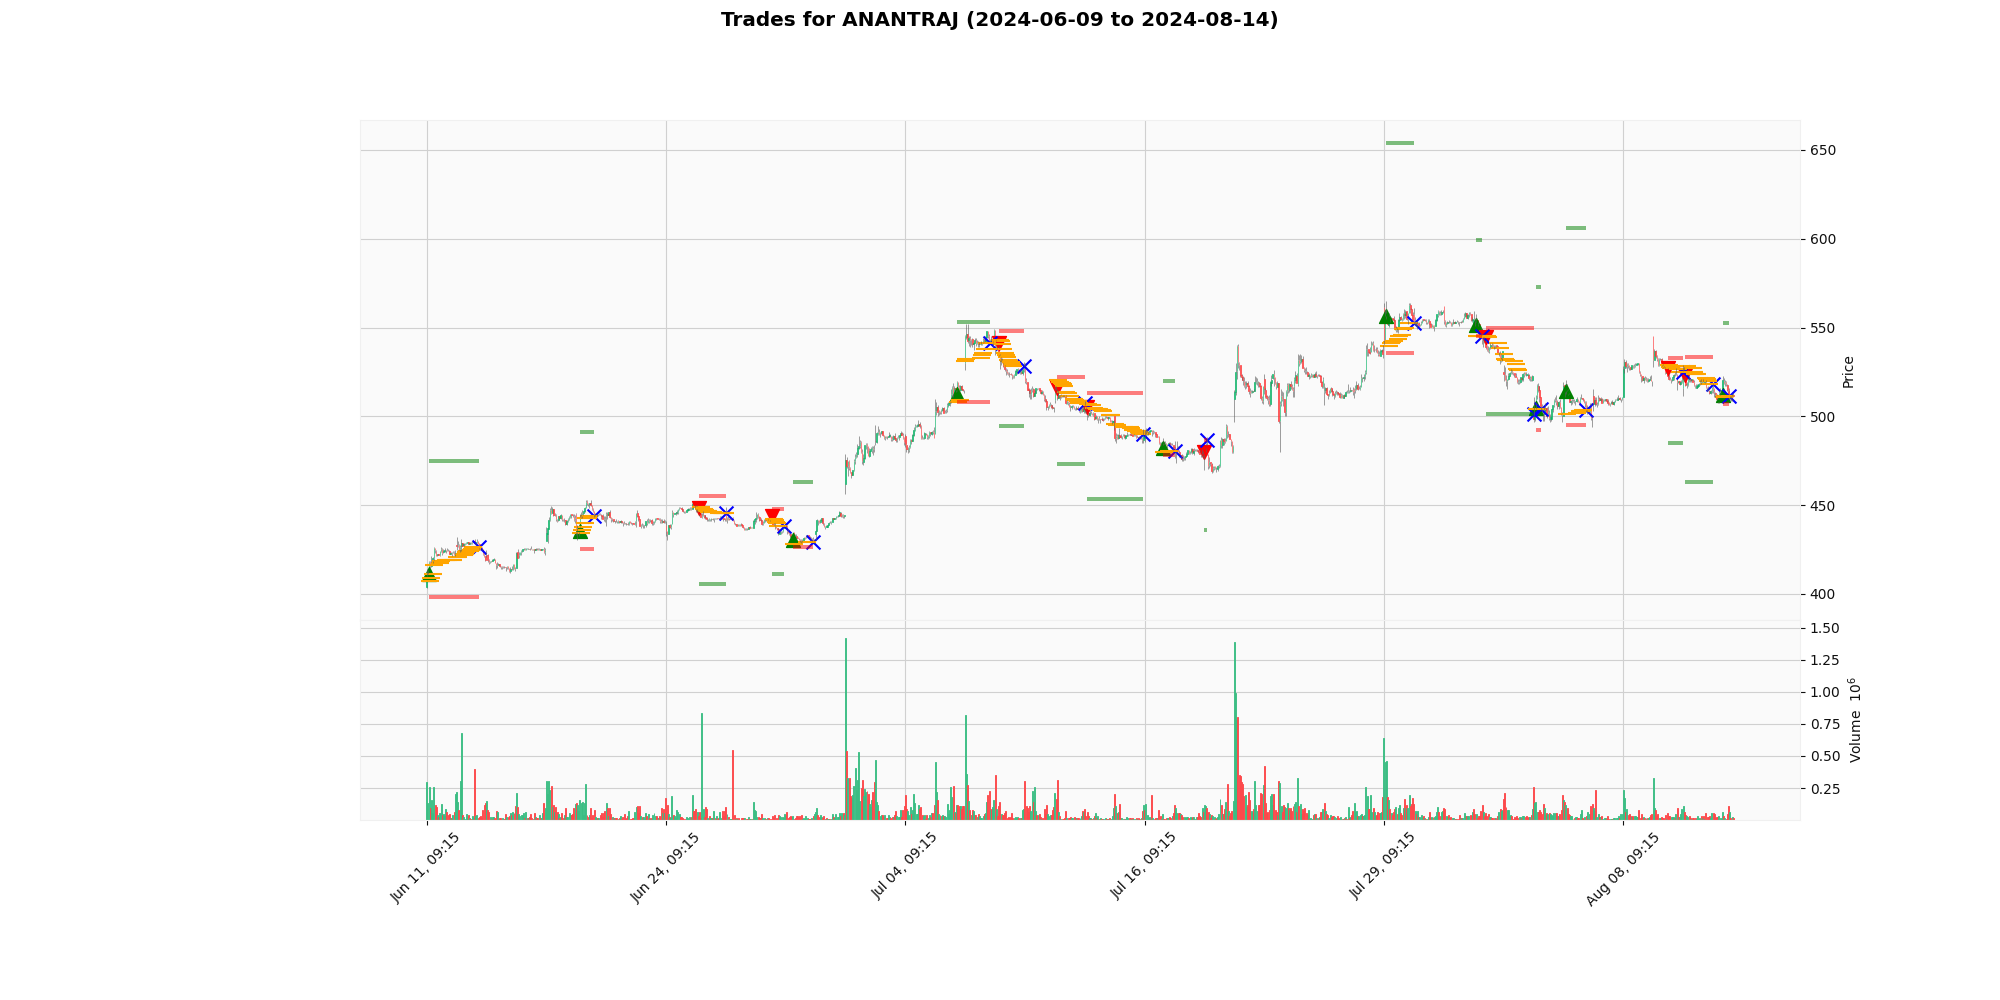 Trades for ANANTRAJ (2024-06-09 to 2024-08-14)
650
600
550
500
450
400
Price
1.50
1.25
1.00
0.75
0.50
0.25
Volume 10^6
Jun 11, 09:15
Jun 24, 09:15
Jul 04, 09:15
Jul 16, 09:15
Jul 29, 09:15
Aug 08, 09:15